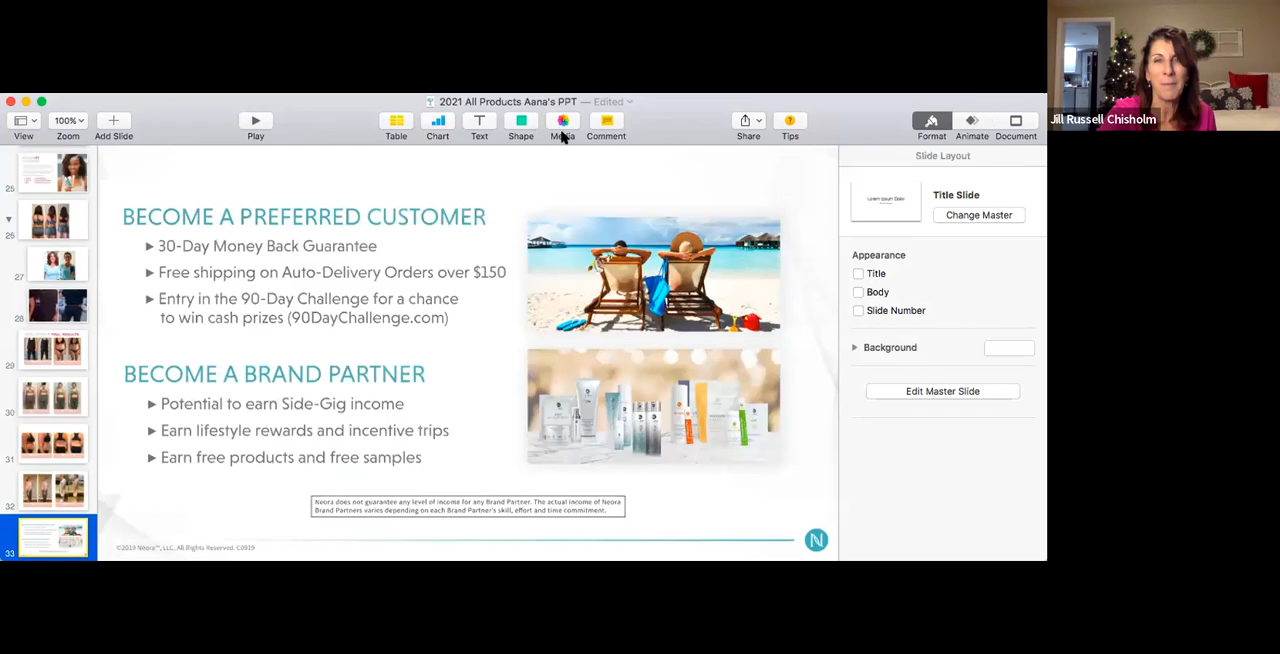 Jill Russell Chisholm
2021 All Products Aana's PPT — Edited
100%
View
Zoom
Add Slide
Play
Table
Chart
Text
Shape
Media
Comment
Share
Tips
Format
Animate
Document
25
26
27
28
29
30
31
32
33
BECOME A PREFERRED CUSTOMER
▸ 30-Day Money Back Guarantee
▸ Free shipping on Auto-Delivery Orders over $150
▸ Entry in the 90-Day Challenge for a chance
to win cash prizes (90DayChallenge.com)
BECOME A BRAND PARTNER
▸ Potential to earn Side-Gig income
▸ Earn lifestyle rewards and incentive trips
▸ Earn free products and free samples
Neora does not guarantee any level of income for any Brand Partner. The actual income of Neora
Brand Partners varies depending on each Brand Partner's skill, effort and time commitment.
©2019 Neora™, LLC. All Rights Reserved. ©2019
N
Slide Layout
Lorem Ipsum Dolor
Title Slide
Change Master
Appearance
Title
Body
Slide Number
Background
Edit Master Slide